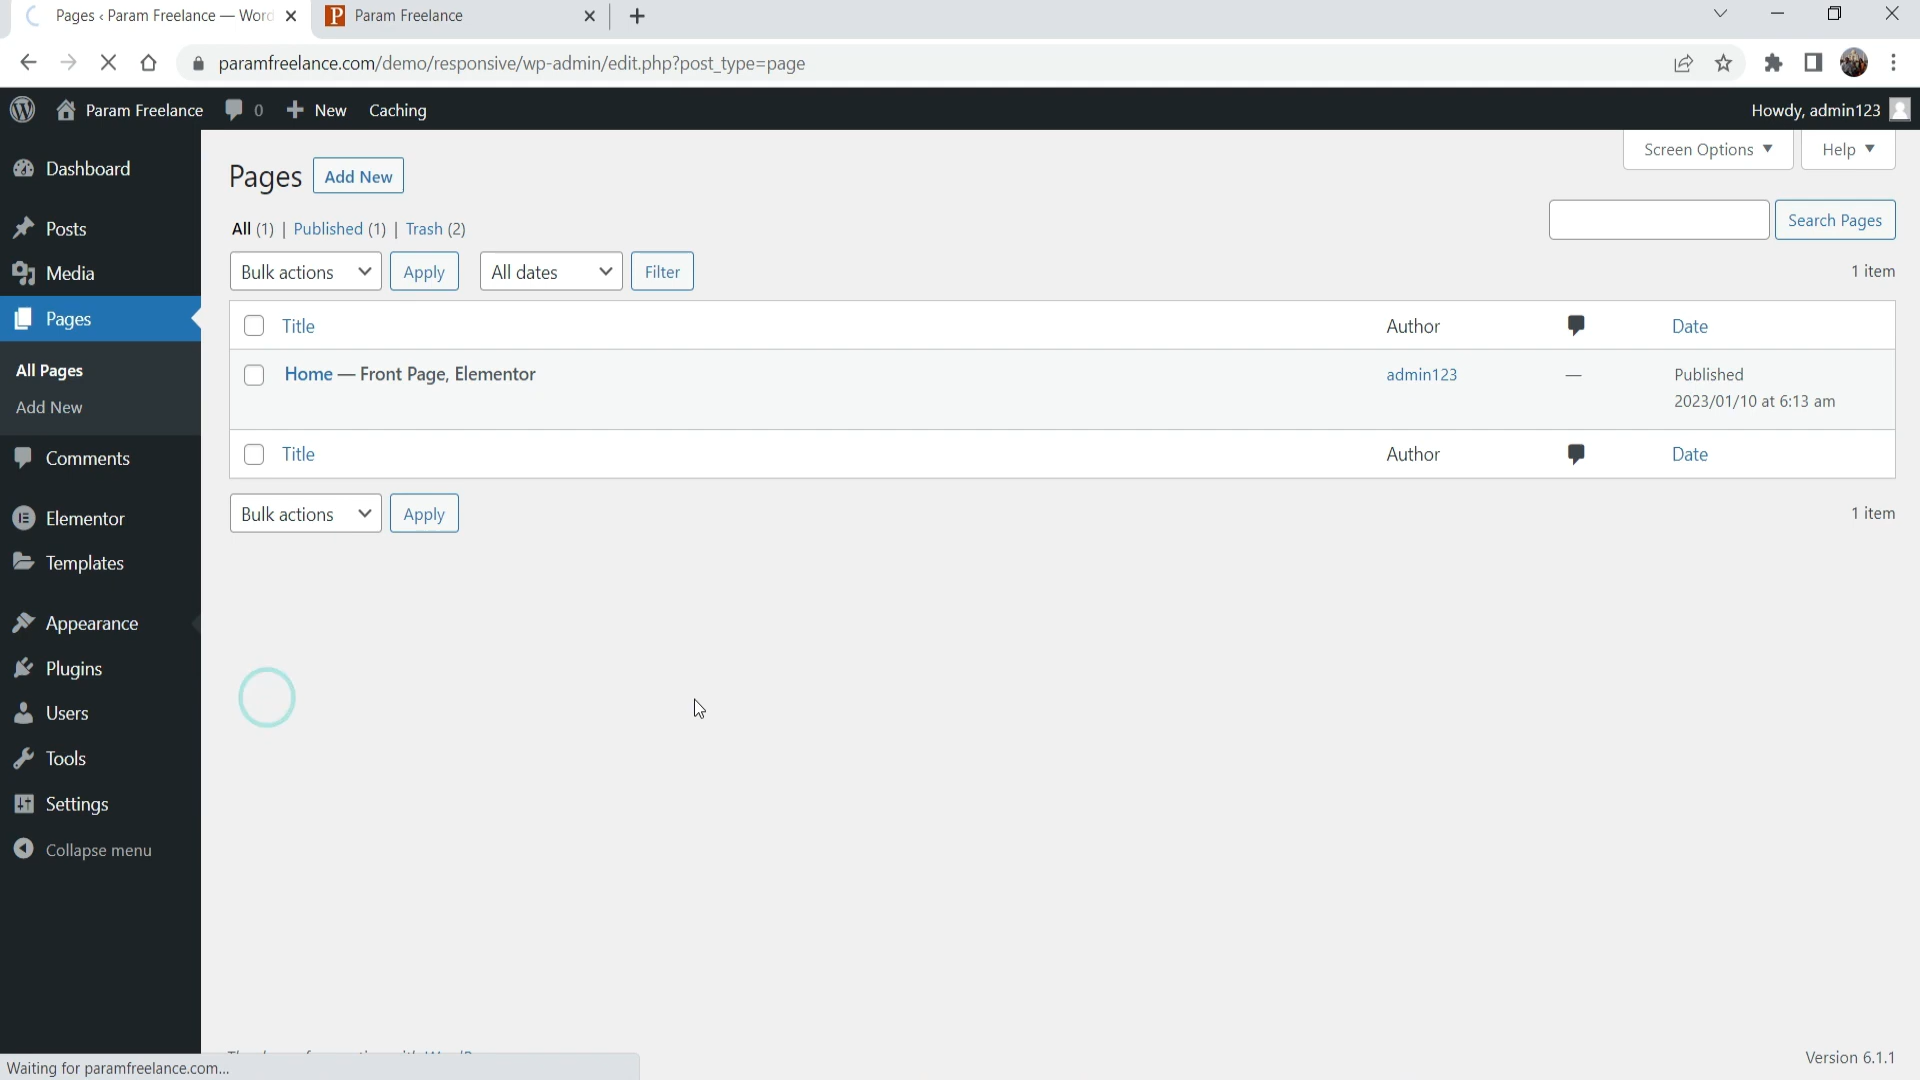 Pages ‹ Param Freelance — Word
Param Freelance
paramfreelance.com/demo/responsive/wp-admin/edit.php?post_type=page
Param Freelance
0
New
Caching
Howdy, admin123
Dashboard
Posts
Media
Pages
All Pages
Add New
Comments
Elementor
Templates
Appearance
Plugins
Users
Tools
Settings
Collapse menu
Pages
Add New
Screen Options
Help
All (1) | Published (1) | Trash (2)
Search Pages
Bulk actions
Apply
All dates
Filter
1 item
Title
Author
Date
Home — Front Page, Elementor
admin123
—
Published
2023/01/10 at 6:13 am
Title
Author
Date
Bulk actions
Apply
1 item
Version 6.1.1
Waiting for paramfreelance.com...